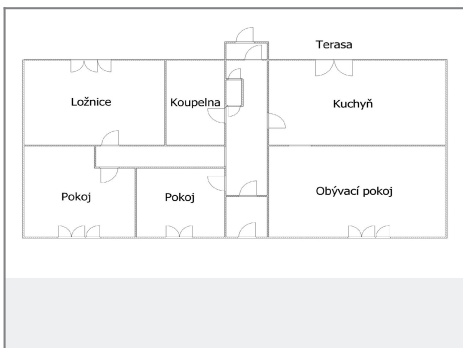 Terasa
Ložnice
Koupelna
Kuchyň
Pokoj
Pokoj
Obývací pokoj